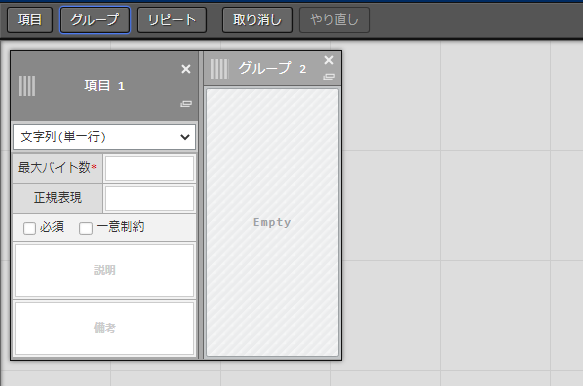 項目 グループ リピート 取り消し やり直し
項目 1
グループ 2
文字列(単一行)
最大バイト数*
正規表現
必須 一意制約
説明
備考
Empty